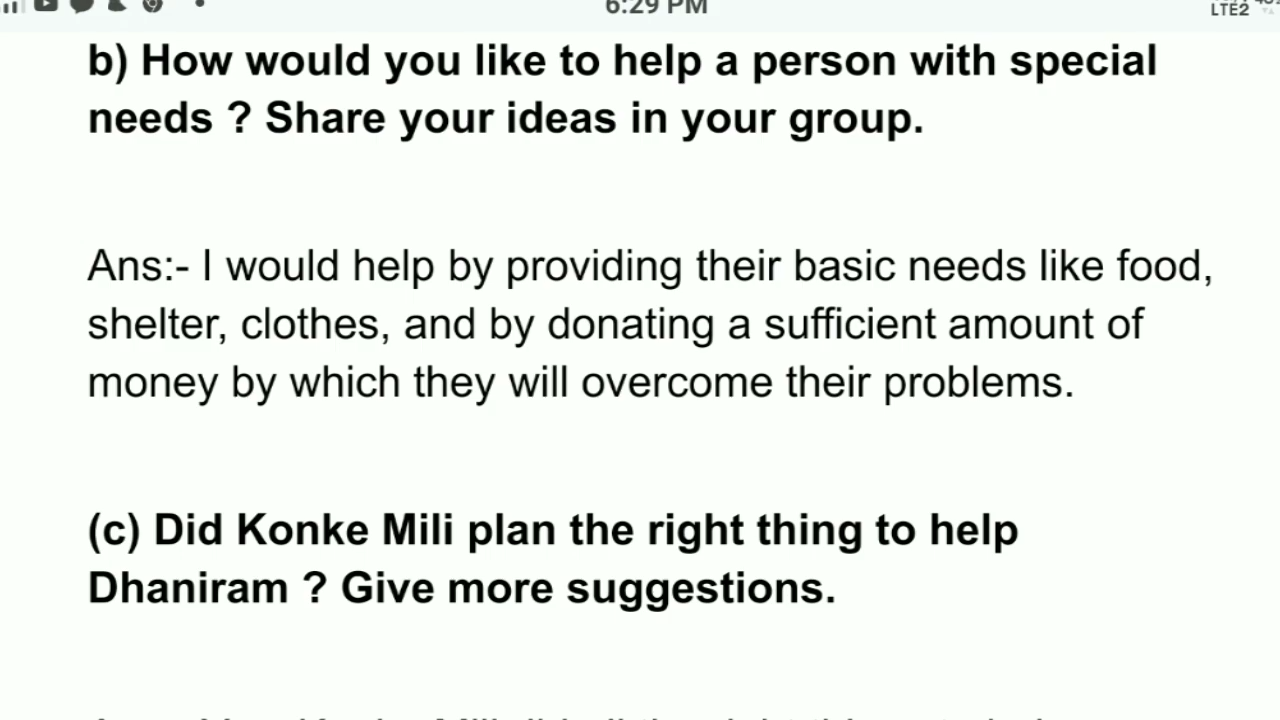 6:29 PM
LTE2
b) How would you like to help a person with special
needs ? Share your ideas in your group.
Ans:- I would help by providing their basic needs like food,
shelter, clothes, and by donating a sufficient amount of
money by which they will overcome their problems.
(c) Did Konke Mili plan the right thing to help
Dhaniram ? Give more suggestions.